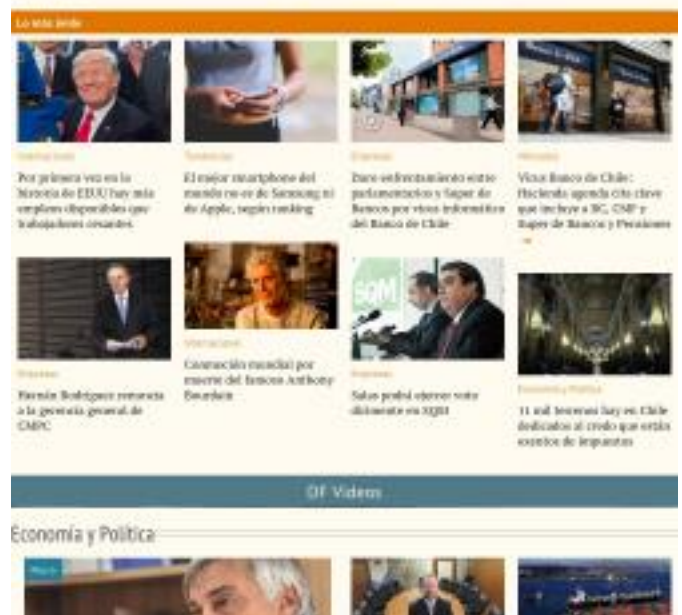 Lo más leído
Internacional
Por primera vez en la
historia de EEUU hay más
empleos disponibles que
trabajadores cesantes
Tendencias
El mejor smartphone del
mundo no es de Samsung ni
de Apple, según ranking
Empresas
Duro enfrentamiento entre
parlamentarios y Super de
Bancos por virus informático
del Banco de Chile
Mercados
Virus Banco de Chile:
Hacienda agenda cita clave
que incluye a BC, CMF y
Super de Bancos y Pensiones
Empresas
Hernán Rodríguez renuncia
a la gerencia general de
CMPC
Internacional
Conmoción mundial por
muerte del famoso Anthony
Bourdain
SQM
Empresas
Salas podrá ejercer voto
disidente en SQM
Economía y Política
11 mil terrenos hay en Chile
dedicados al credo que están
exentos de impuestos
DF Videos
Economía y Política